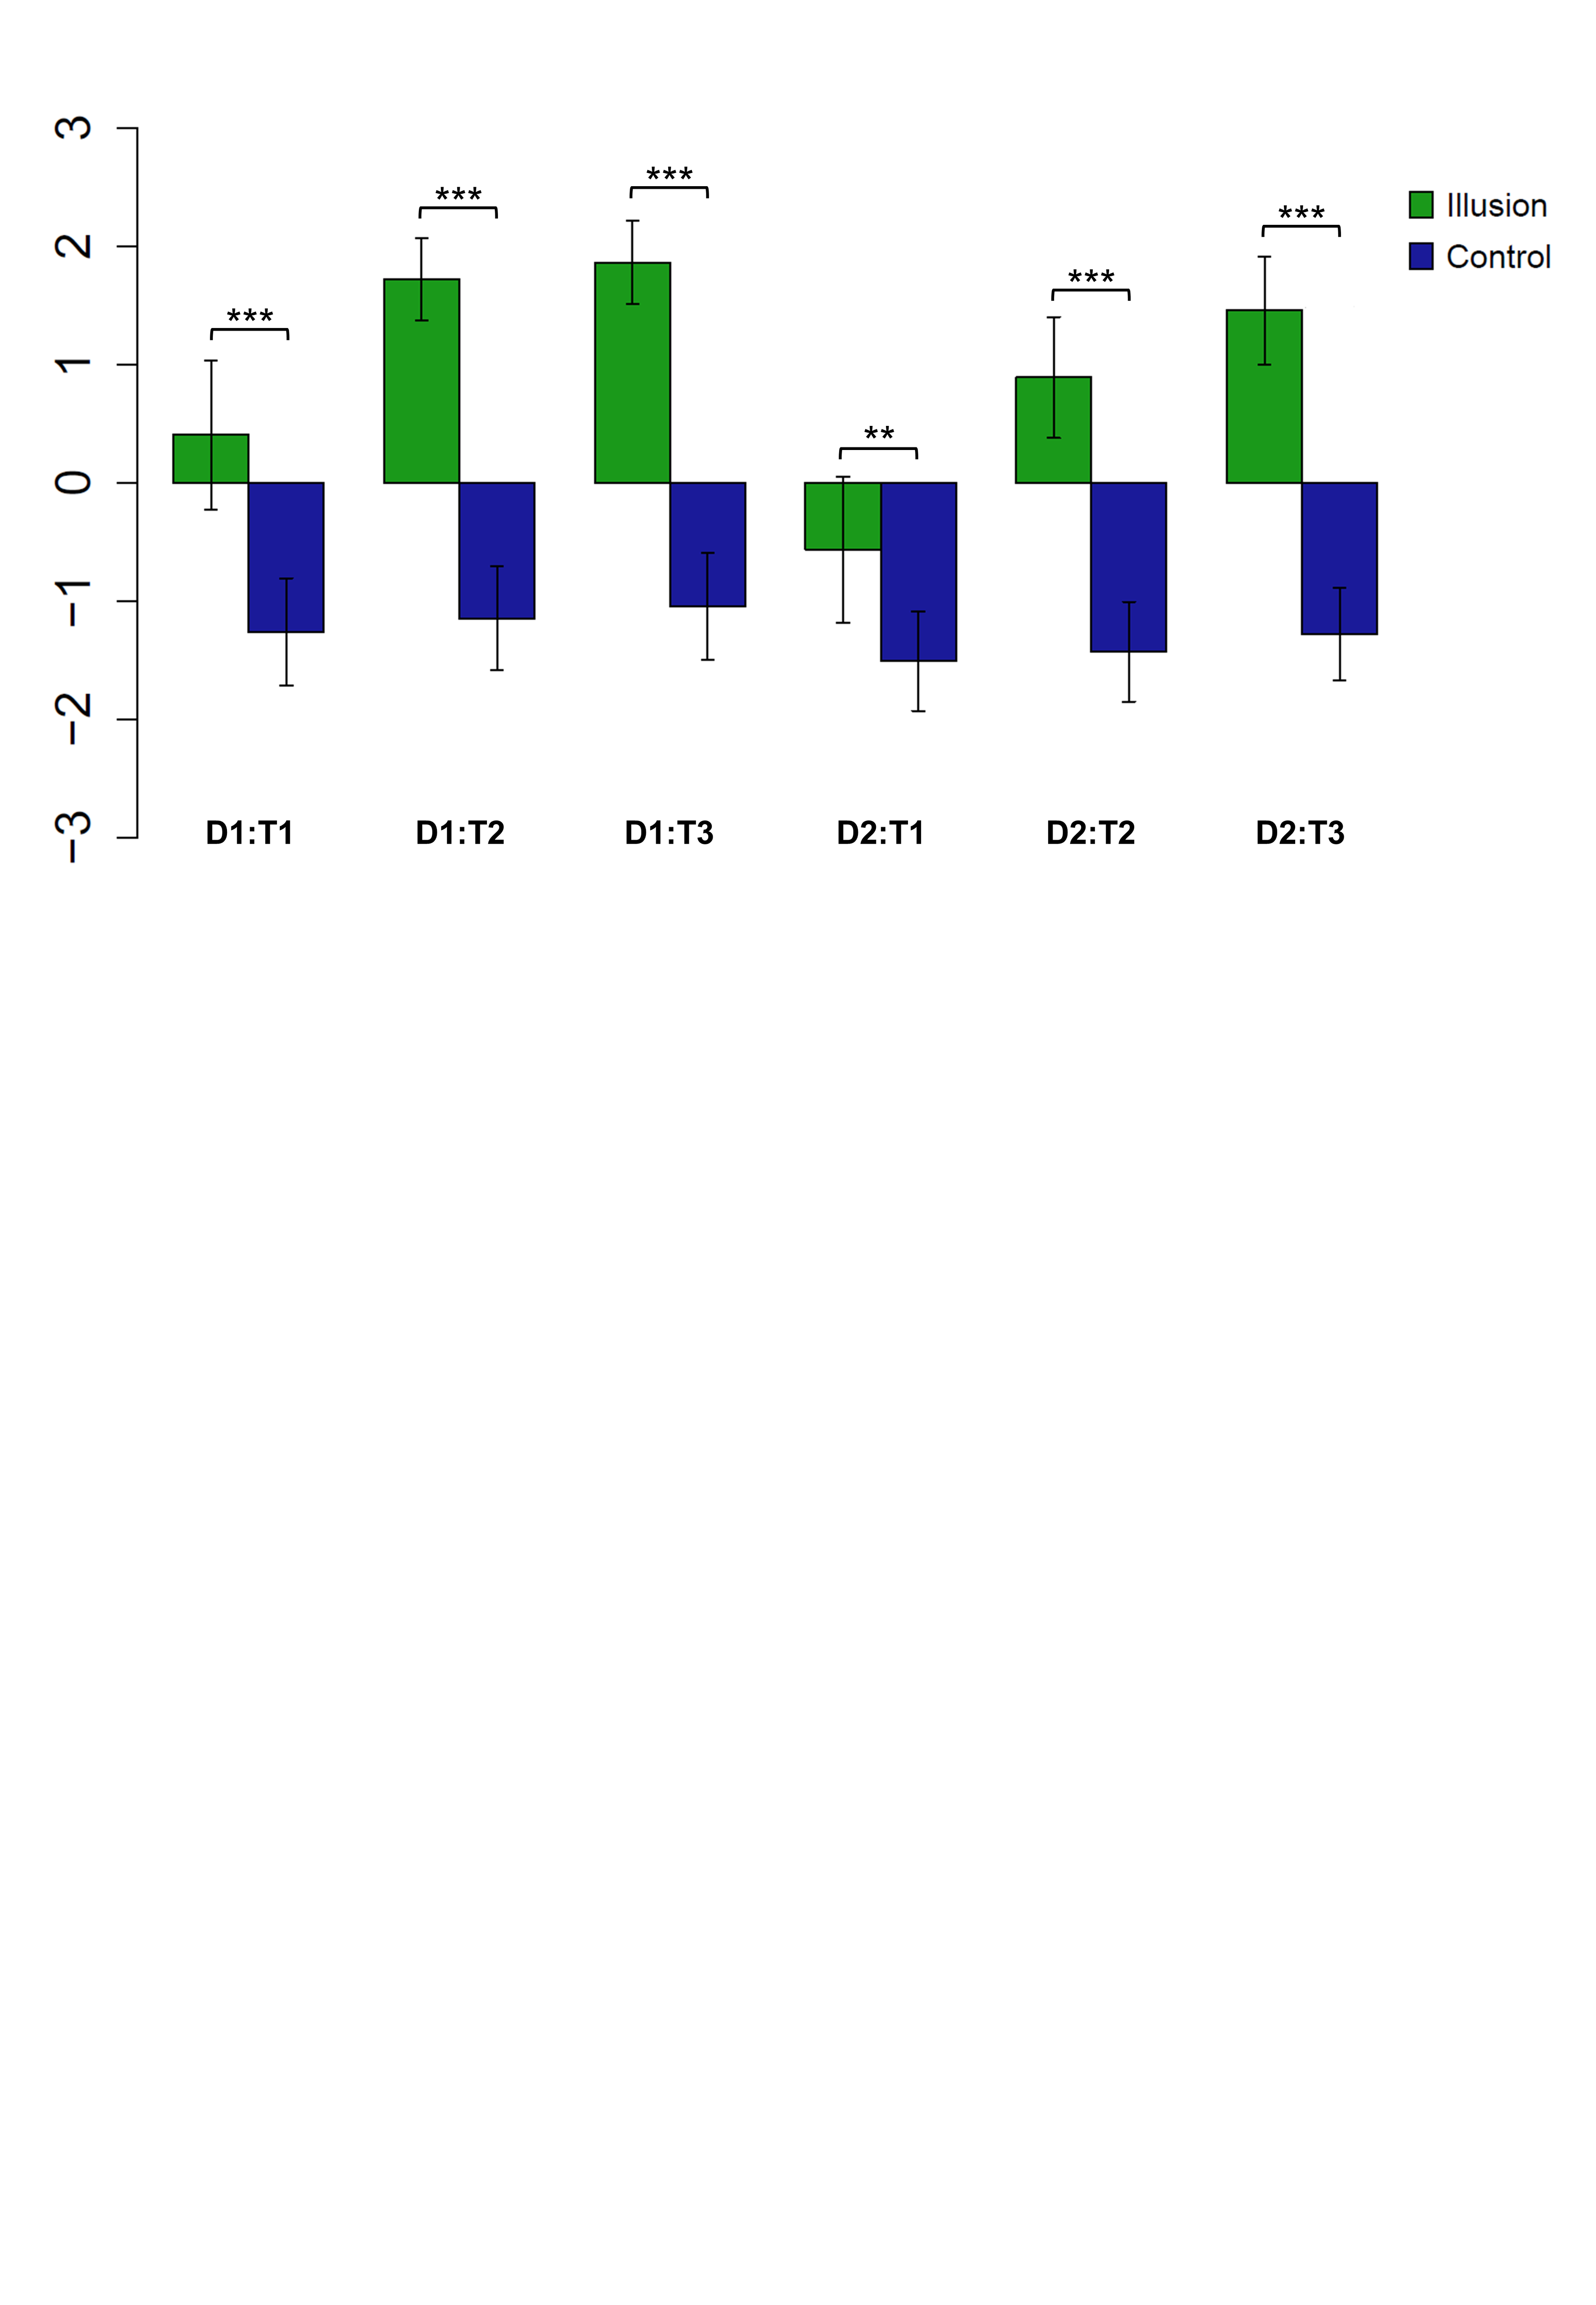 3
2
1
0
−1
−2
−3
***
***
***
**
***
***
Illusion
Control
D1:T1
D1:T2
D1:T3
D2:T1
D2:T2
D2:T3